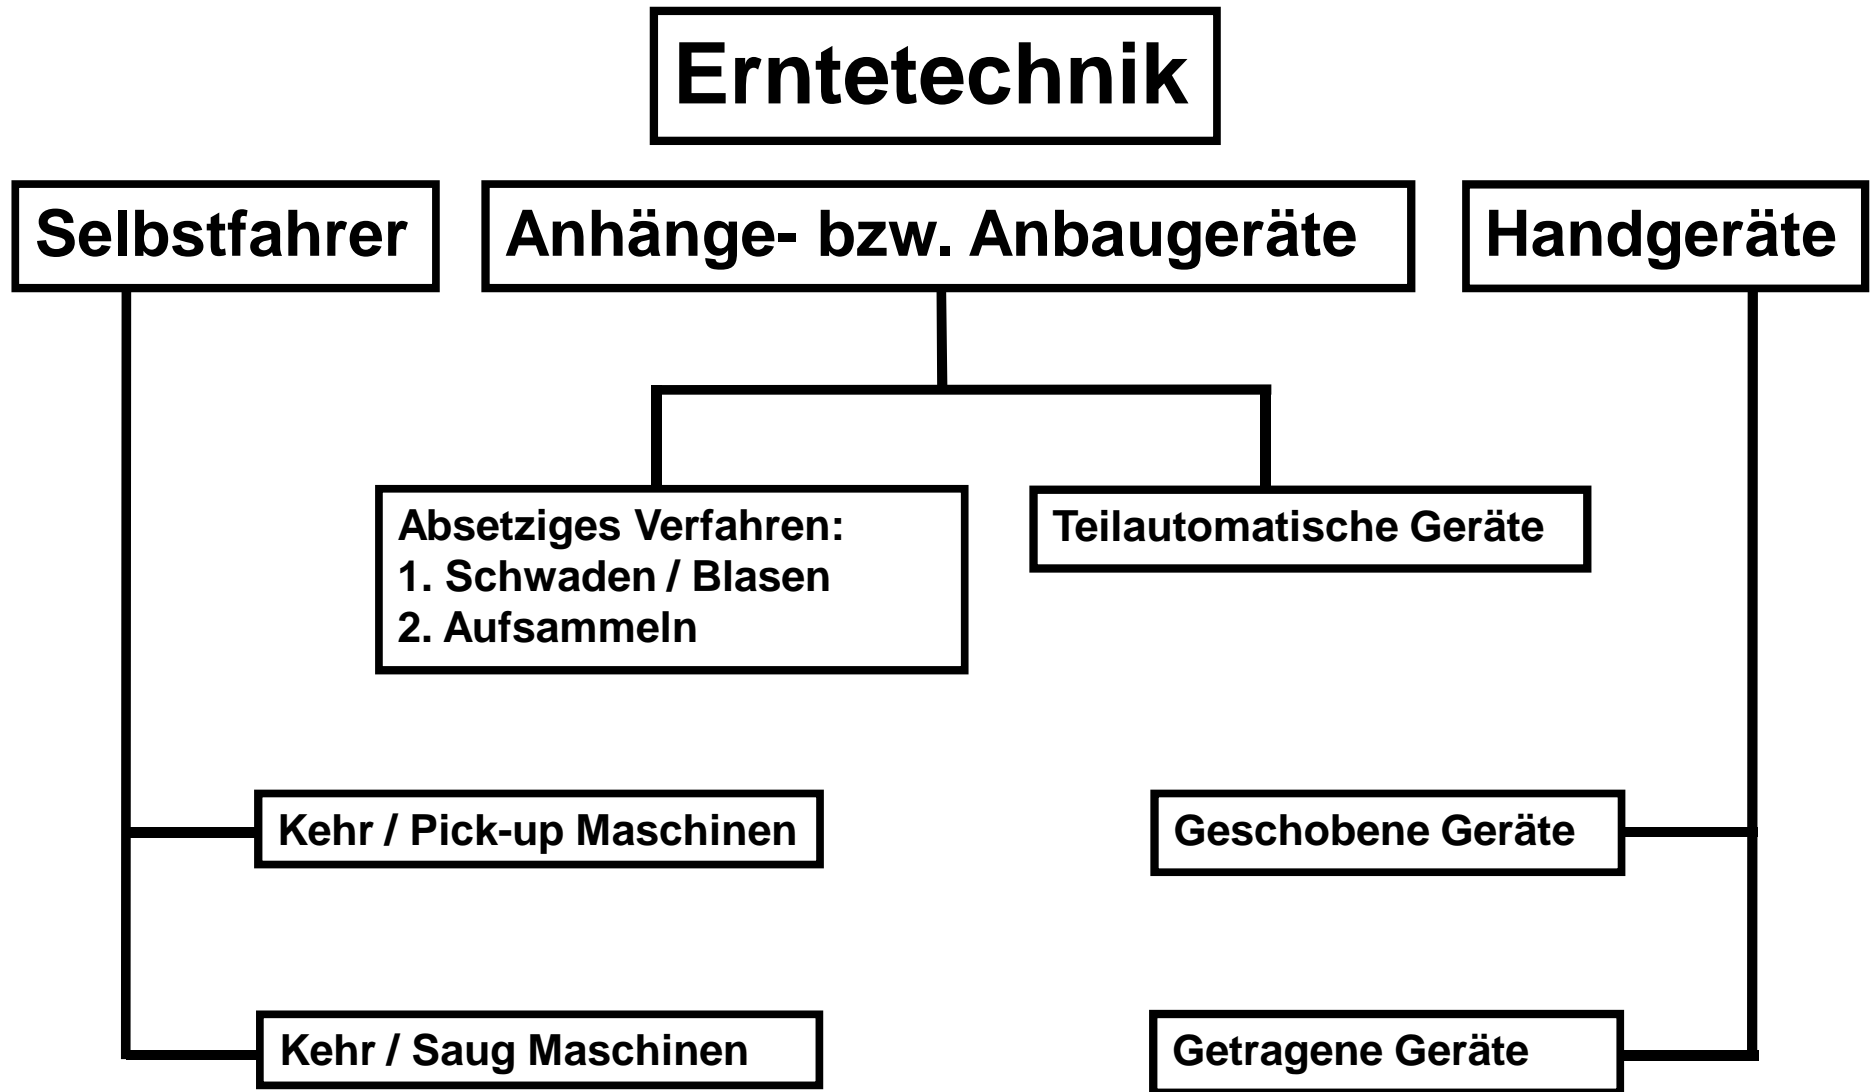 Erntetechnik
Selbstfahrer
Anhänge- bzw. Anbaugeräte
Handgeräte
Absetziges Verfahren:
1. Schwaden / Blasen
2. Aufsammeln
Teilautomatische Geräte
Kehr / Pick-up Maschinen
Geschobene Geräte
Kehr / Saug Maschinen
Getragene Geräte